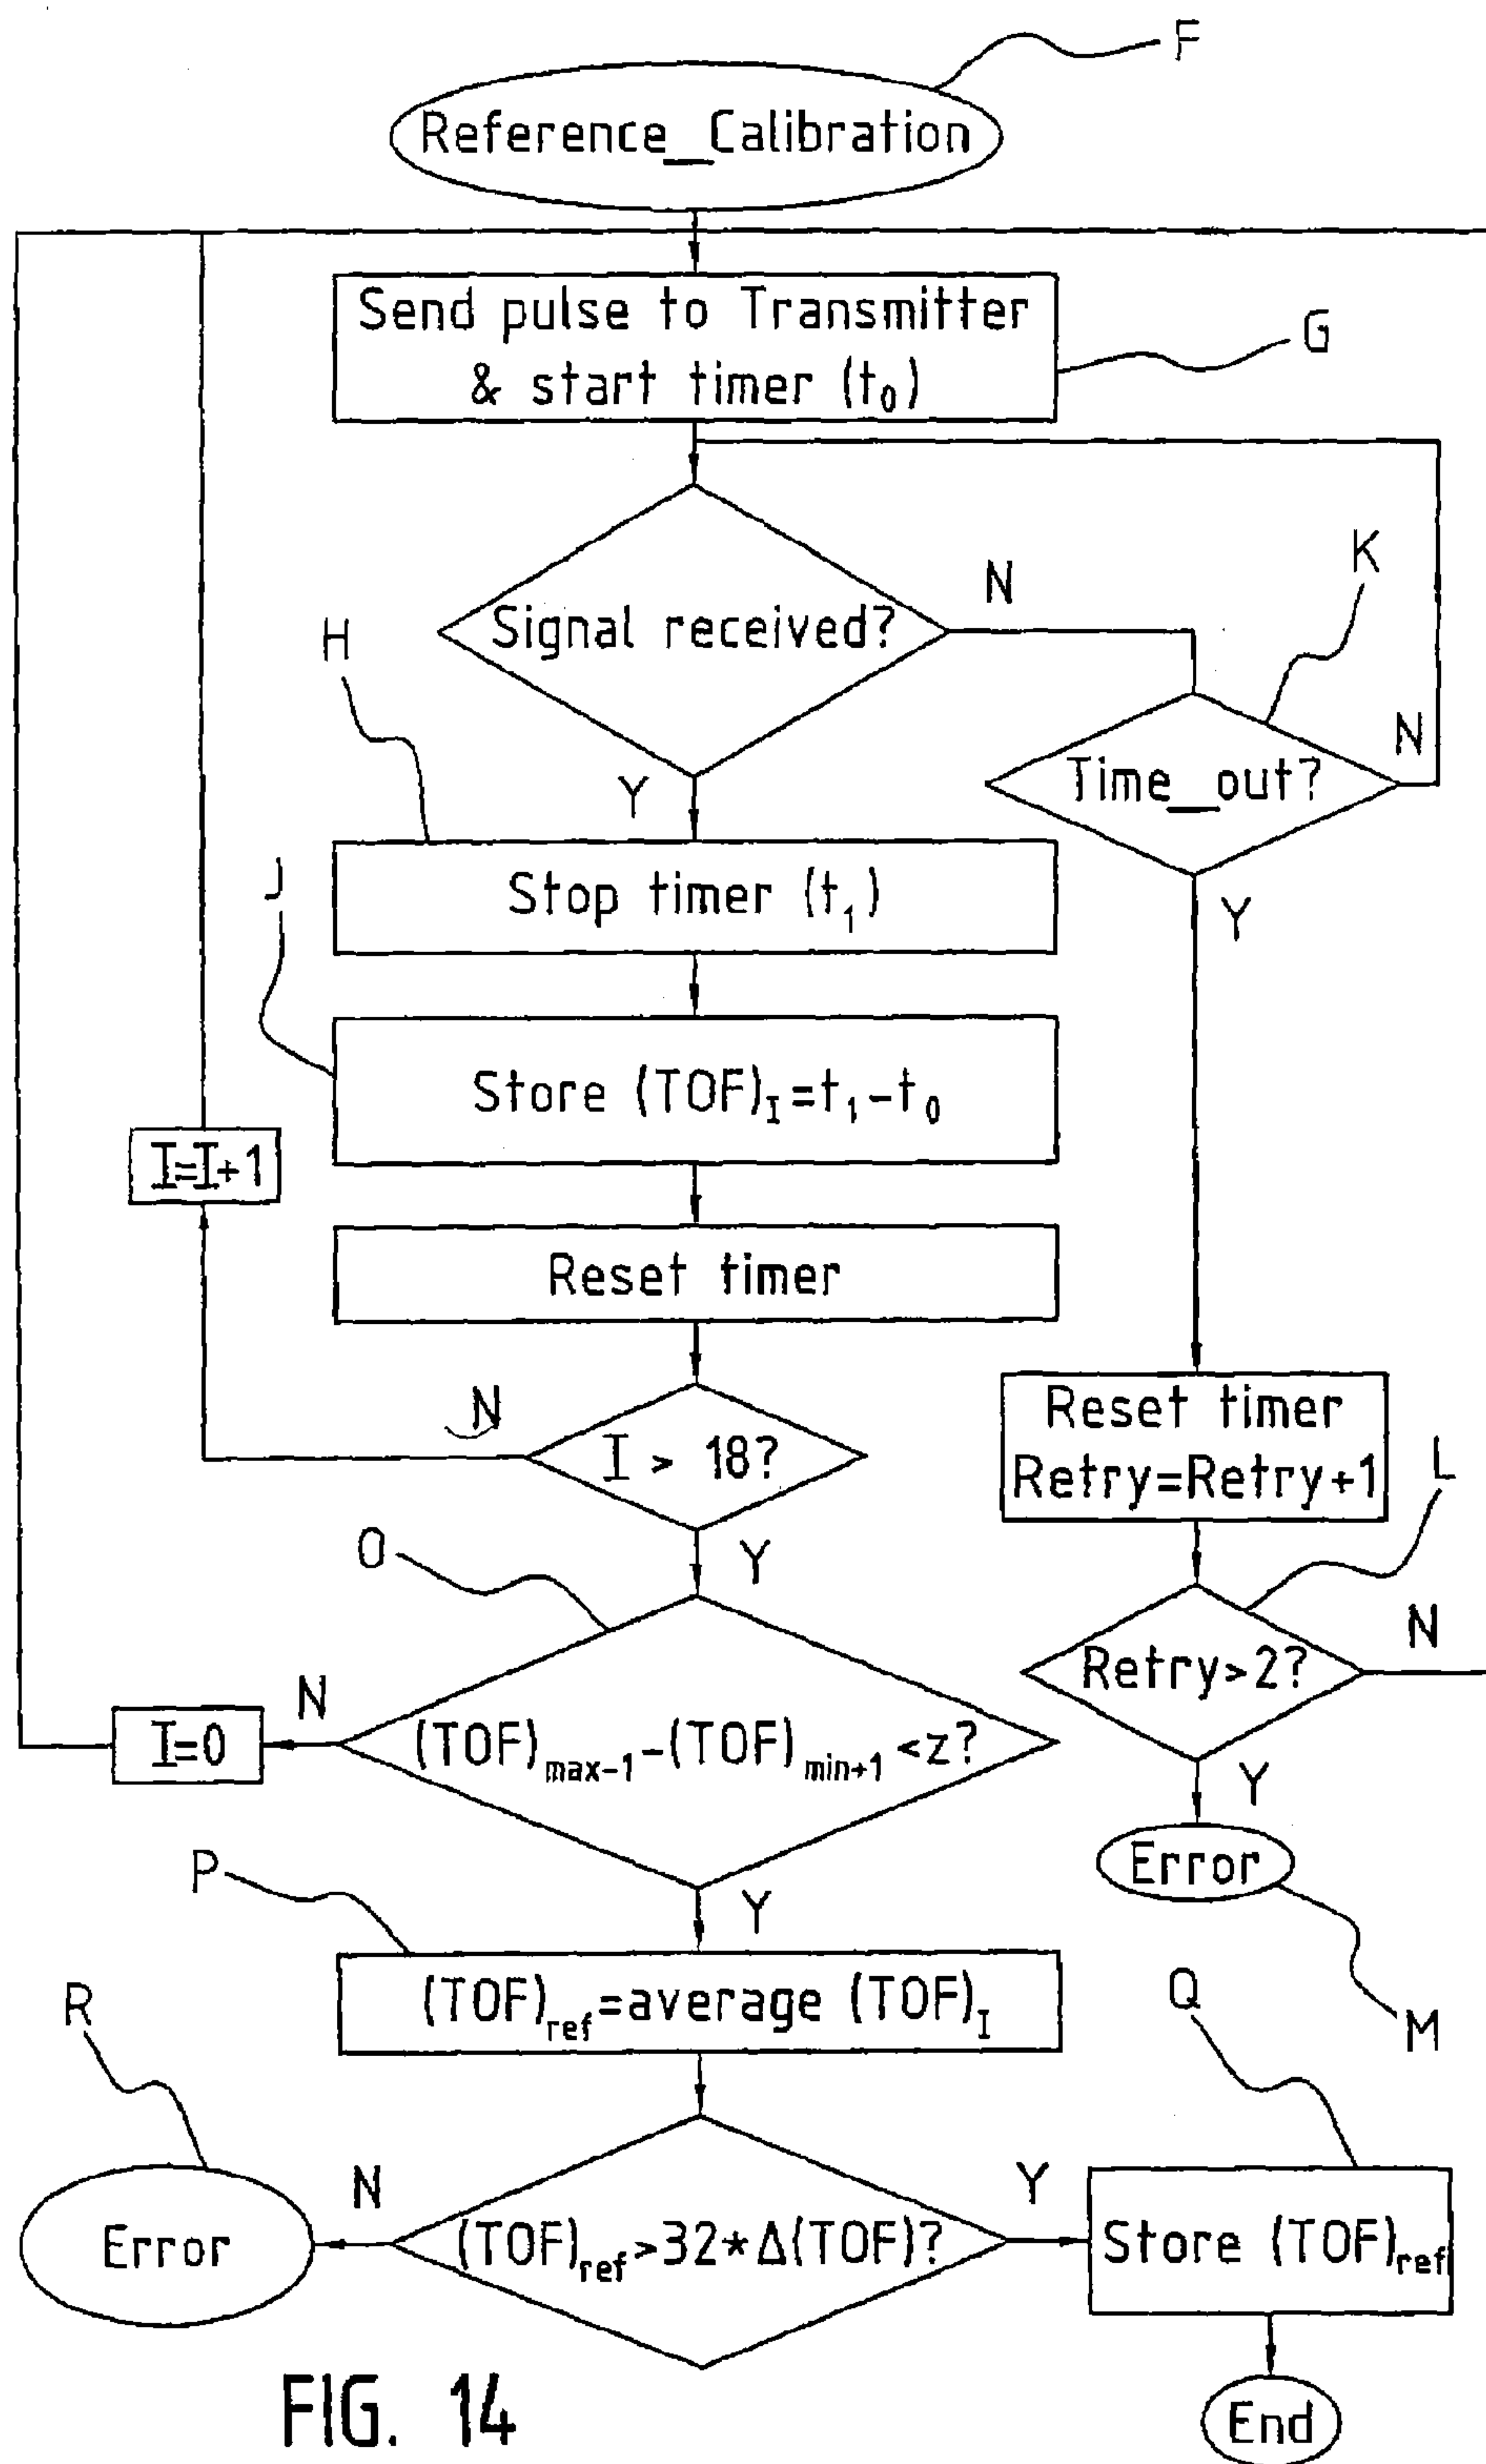 F
Reference_Calibration
Send pulse to Transmitter
& start timer (t₀)
G
Signal received?
N
K
H
Time_out?
N
Y
Y
Stop timer (t₁)
J
Store (TOF)I=t₁-t₀
I=I+1
Reset timer
N
I > 18?
Reset timer
Retry=Retry+1
L
O
Y
Retry>2?
N
N
I=0
(TOF)max-1-(TOF)min+1<z?
Y
Error
P
Y
M
(TOF)ref=average (TOF)I
R
Q
N
Y
Error
(TOF)ref>32*Δ(TOF)?
Store (TOF)ref
FIG. 14
End